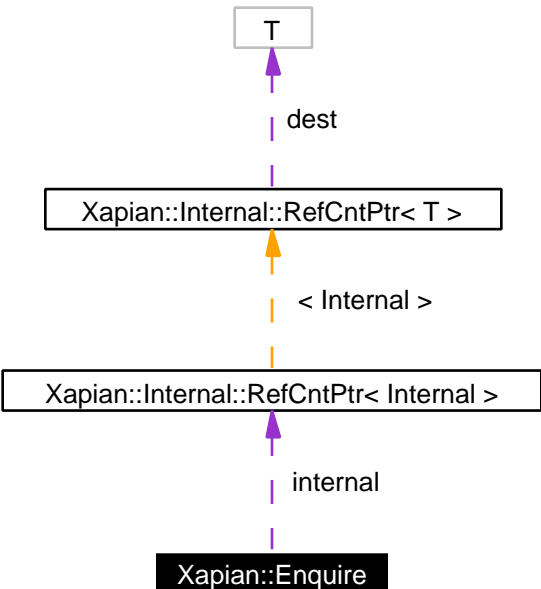 T
dest
Xapian::Internal::RefCntPtr< T >
< Internal >
Xapian::Internal::RefCntPtr< Internal >
internal
Xapian::Enquire